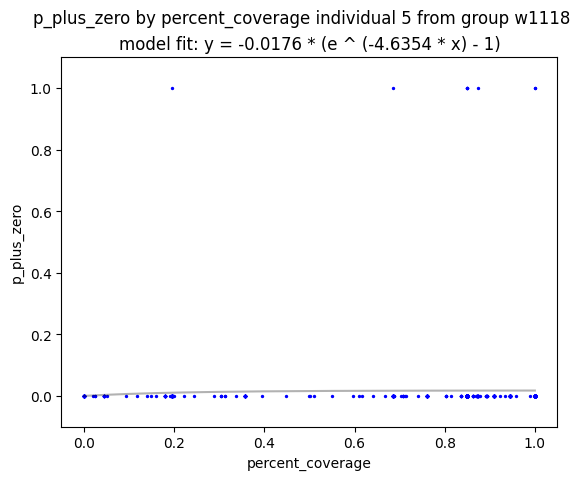 p_plus_zero by percent_coverage individual 5 from group w1118
model fit: y = -0.0176 * (e ^ (-4.6354 * x) - 1)
1.0
0.8
0.6
0.4
0.2
0.0
p_plus_zero
0.0 0.2 0.4 0.6 0.8 1.0
percent_coverage